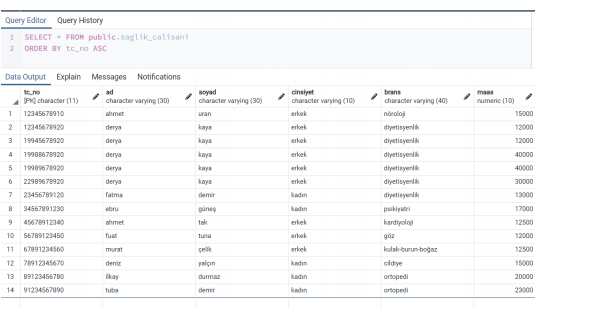 Query Editor Query History
1 SELECT * FROM public.saglik_calisani
2 ORDER BY tc_no ASC
Data Output Explain Messages Notifications
tc_no ad soyad cinsiyet brans maas
[PK] character (11) character varying (30) character varying (30) character varying (10) character varying (40) numeric (10)
1 12345678910 ahmet uran erkek nöroloji 15000
2 12345678920 derya kaya erkek diyetisyenlik 12000
3 19945678920 derya kaya erkek diyetisyenlik 12000
4 19988678920 derya kaya erkek diyetisyenlik 40000
5 19989678920 derya kaya erkek diyetisyenlik 40000
6 22989678920 derya kaya erkek diyetisyenlik 30000
7 23456789120 fatma demir kadın diyetisyenlik 13000
8 34567891230 ebru güneş kadın psikiyatri 17000
9 45678912340 ahmet tak erkek kardiyoloji 12500
10 56789123450 fuat tuna erkek göz 12000
11 67891234560 murat çelik erkek kulak-burun-boğaz 12500
12 78912345670 deniz yalçın kadın cildiye 15000
13 89123456780 ilkay durmaz kadın ortopedi 20000
14 91234567890 tuba demir kadın ortopedi 23000